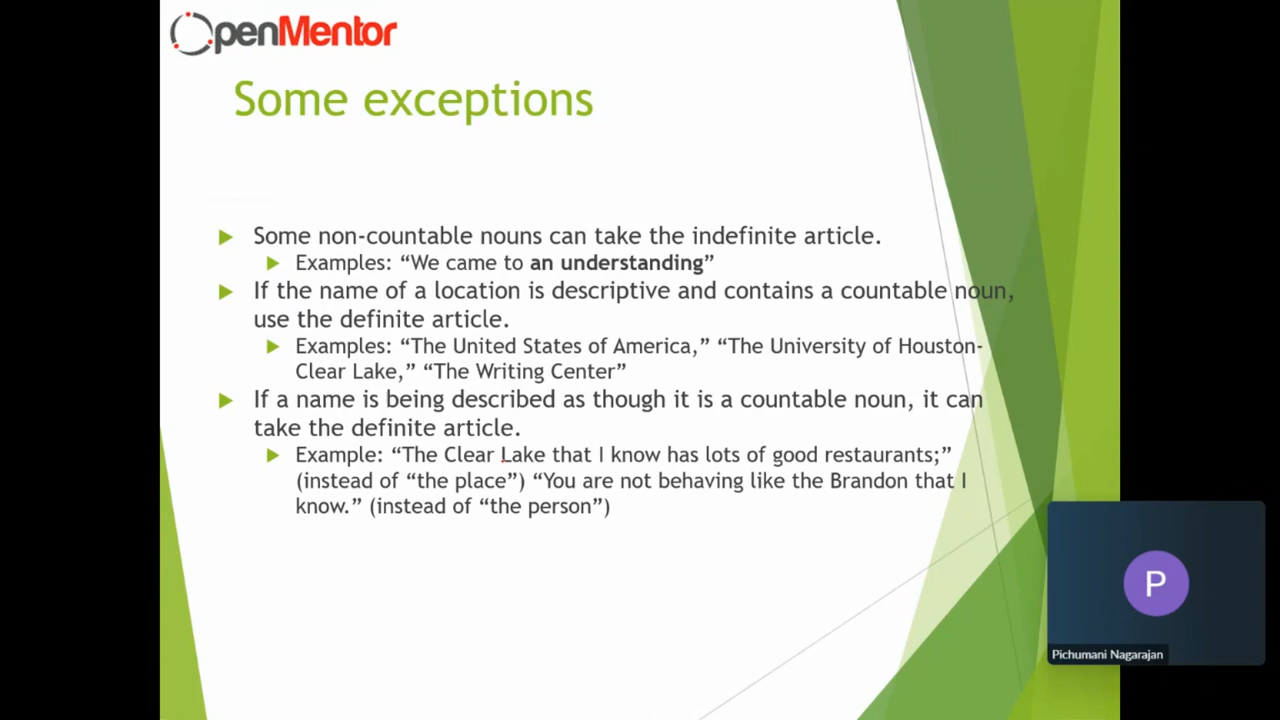 OpenMentor
Some exceptions
Some non-countable nouns can take the indefinite article.
Examples: “We came to an understanding”
If the name of a location is descriptive and contains a countable noun,
use the definite article.
Examples: “The United States of America,” “The University of Houston-
Clear Lake,” “The Writing Center”
If a name is being described as though it is a countable noun, it can
take the definite article.
Example: “The Clear Lake that I know has lots of good restaurants;”
(instead of “the place”) “You are not behaving like the Brandon that I
know.” (instead of “the person”)
P
Pichumani Nagarajan